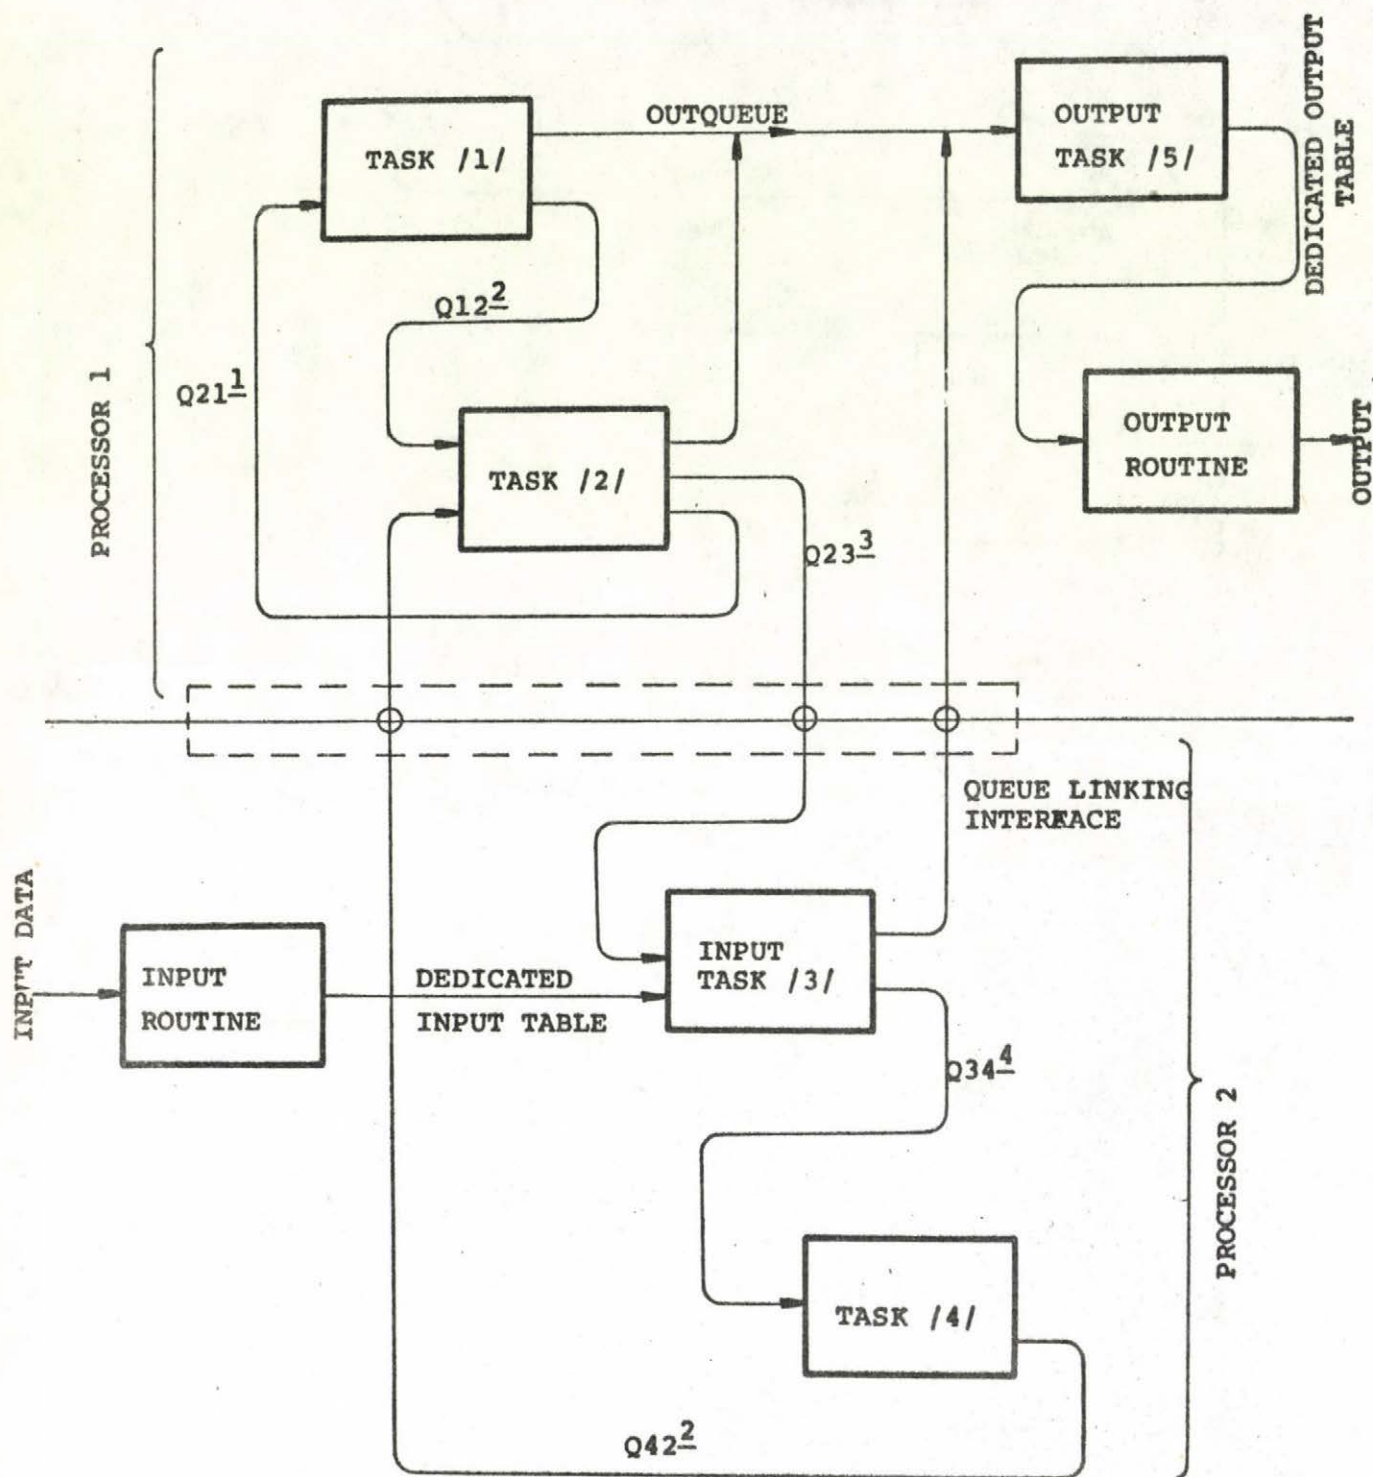 OUTQUEUE
TASK /1/
OUTPUT
TASK /5/
DEDICATED OUTPUT
TABLE
Q12 2
Q21 1
PROCESSOR 1
TASK /2/
OUTPUT
ROUTINE
OUTPUT
Q23 3
QUEUE LINKING
INTERFACE
INPUT DATA
INPUT
ROUTINE
DEDICATED
INPUT TABLE
INPUT
TASK /3/
Q34 4
PROCESSOR 2
TASK /4/
Q42 2